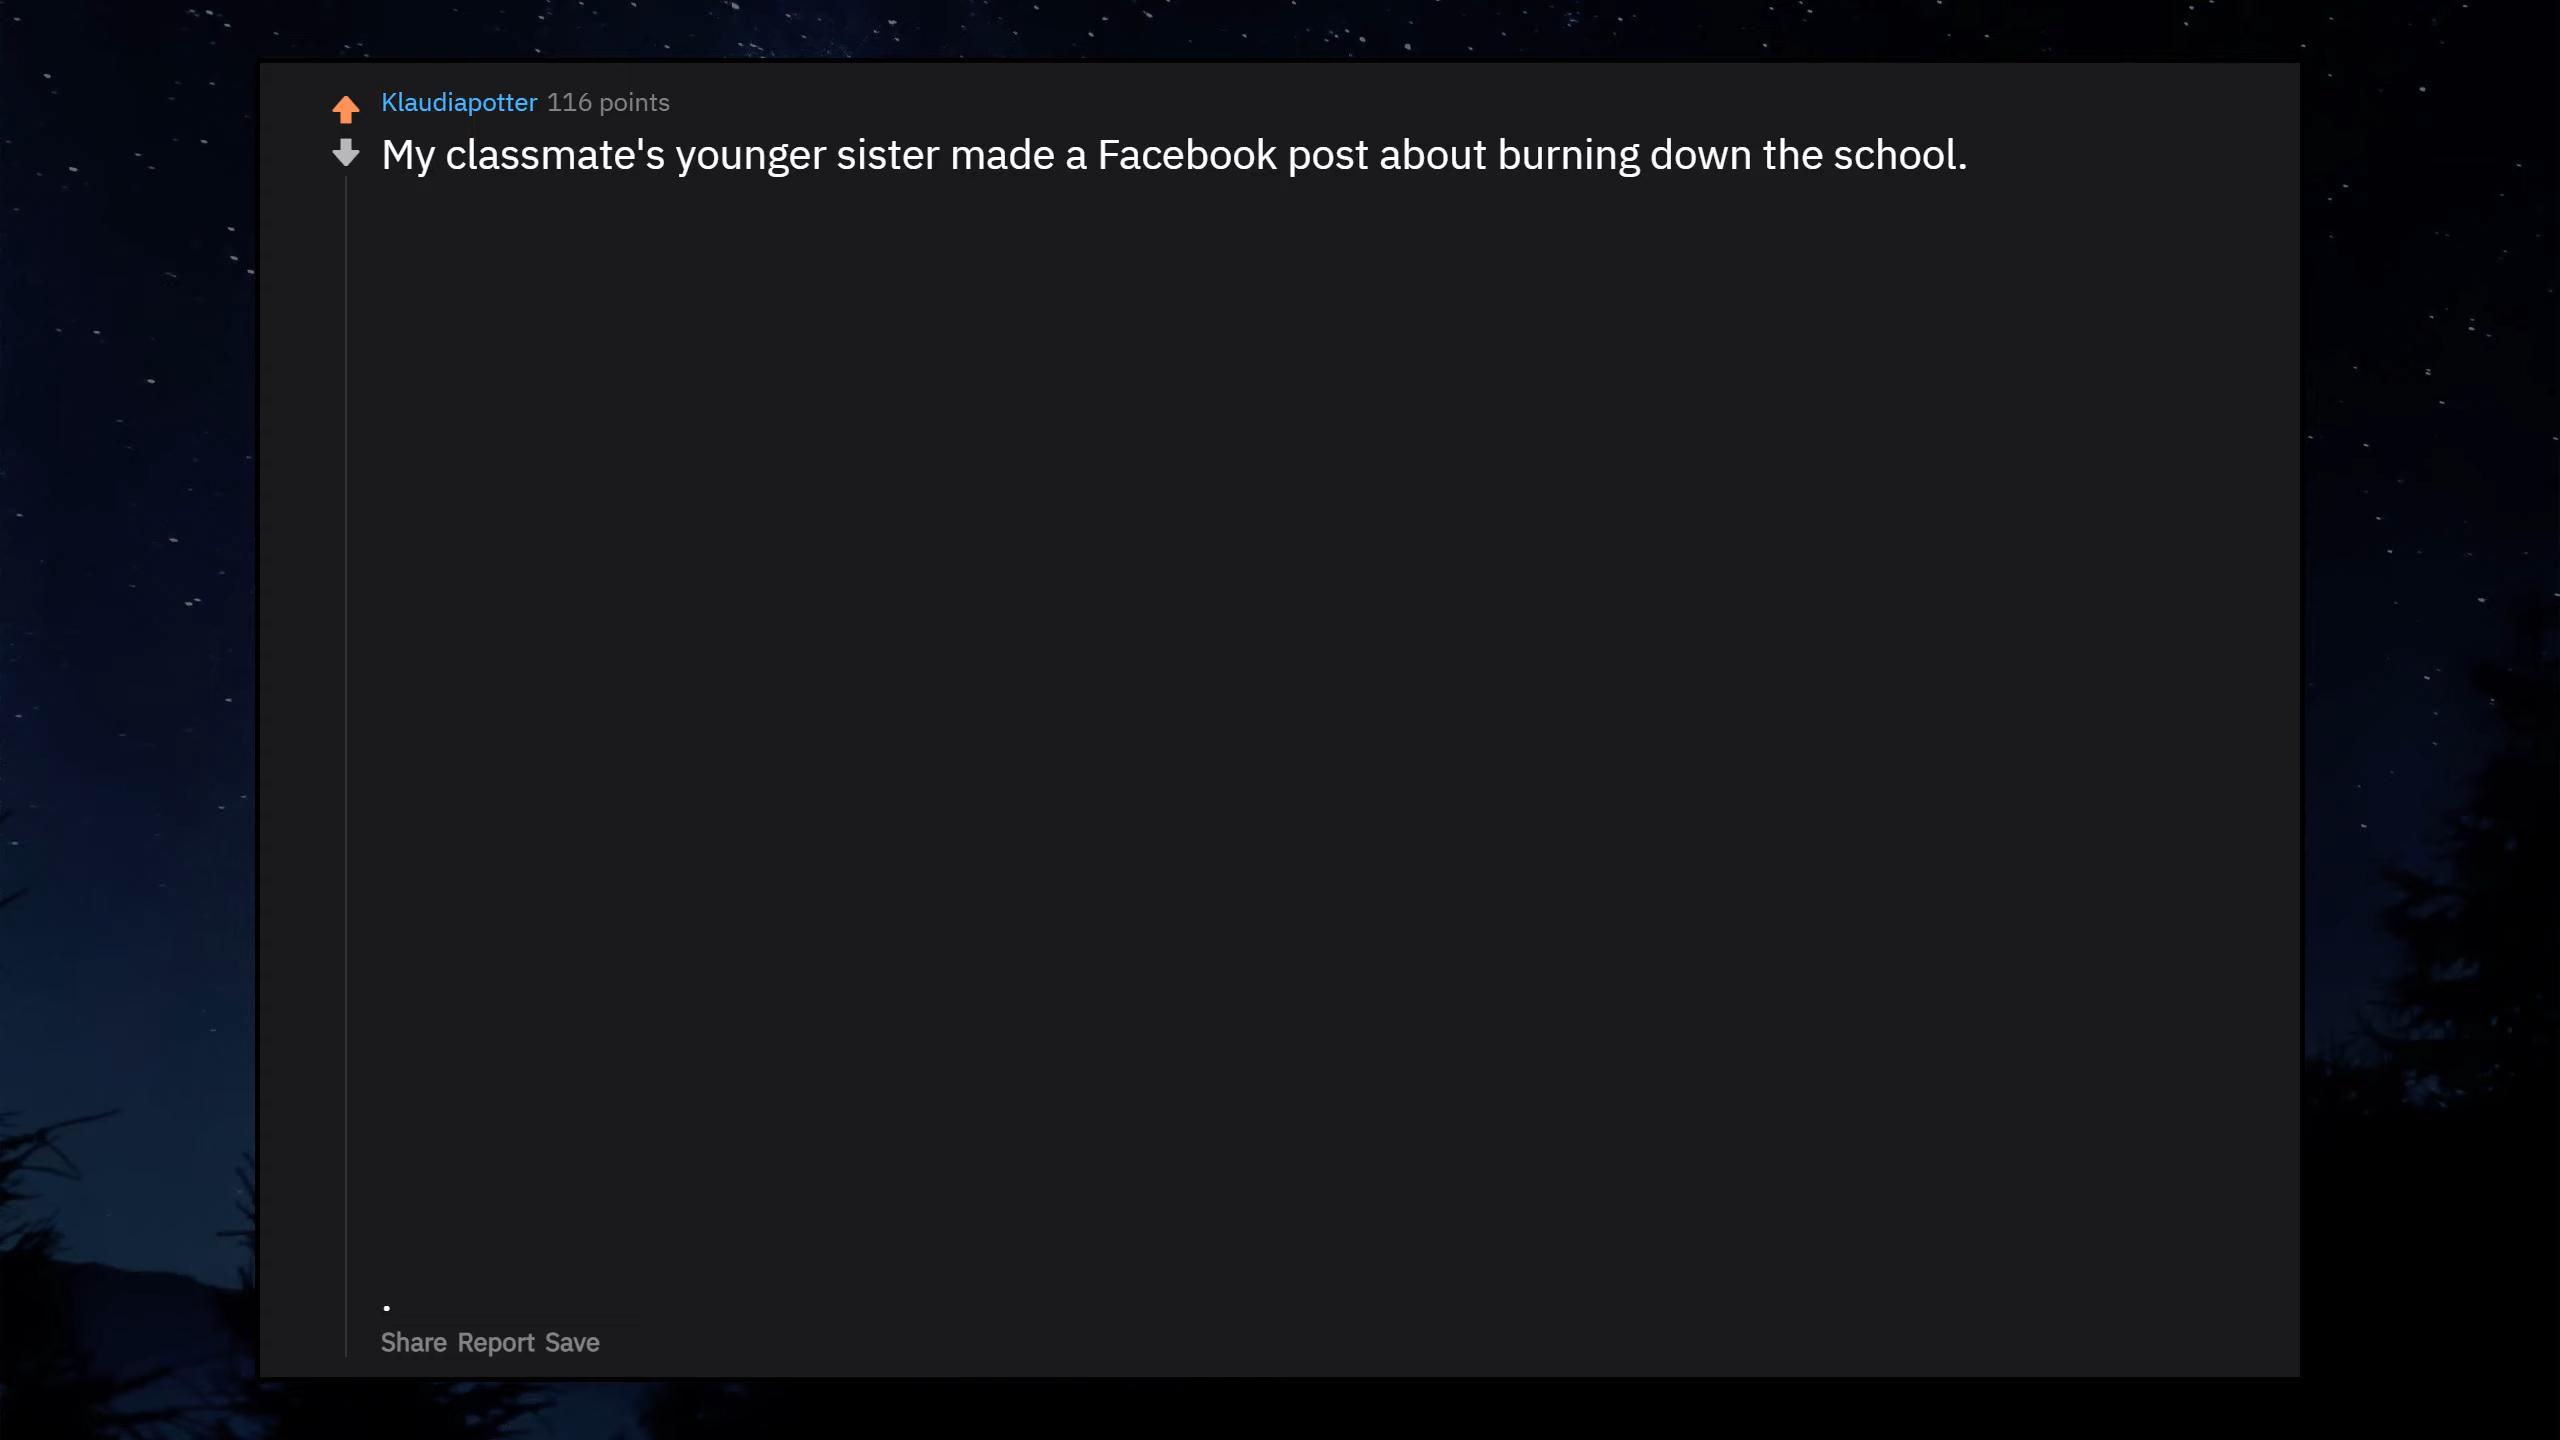 Klaudiapotter 116 points
My classmate's younger sister made a Facebook post about burning down the school.
.
Share Report Save